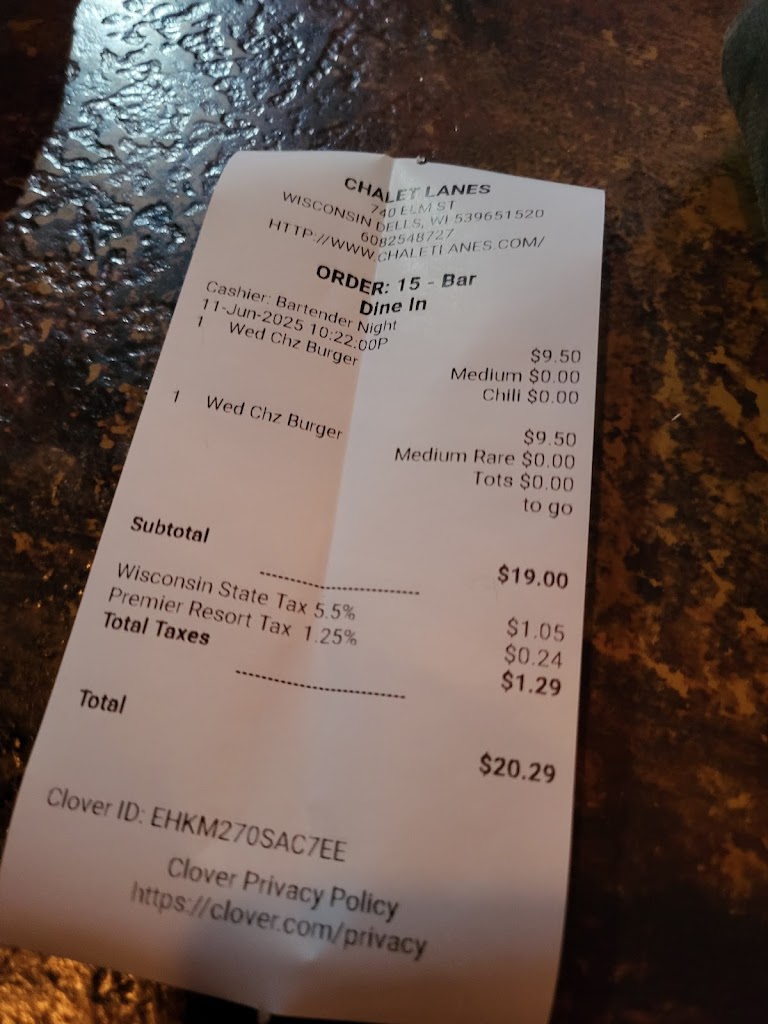 CHALET LANES
740 ELM ST
WISCONSIN DELLS, WI 539651520
6082548727
HTTP://WWW.CHALETLANES.COM/
ORDER: 15 - Bar
Dine In
Cashier: Bartender Night
11-Jun-2025 10:22:00P
1 Wed Chz Burger $9.50
Medium $0.00
Chili $0.00
1 Wed Chz Burger $9.50
Medium Rare $0.00
Tots $0.00
to go
Subtotal $19.00
Wisconsin State Tax 5.5% $1.05
Premier Resort Tax 1.25% $0.24
Total Taxes $1.29
Total $20.29
Clover ID: EHKM270SAC7EE
Clover Privacy Policy
https://clover.com/privacy